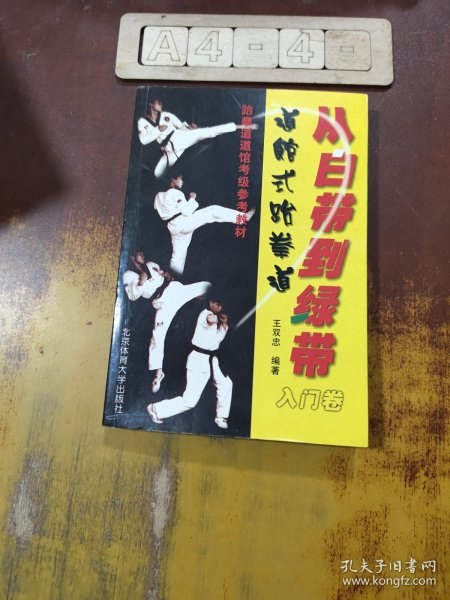 A4-4-
从白带到绿带
道馆式跆拳道
跆拳道道馆考级参考教材
王双忠 编著
入门卷
北京体育大学出版社
孔夫子旧书网
www.kongfz.com